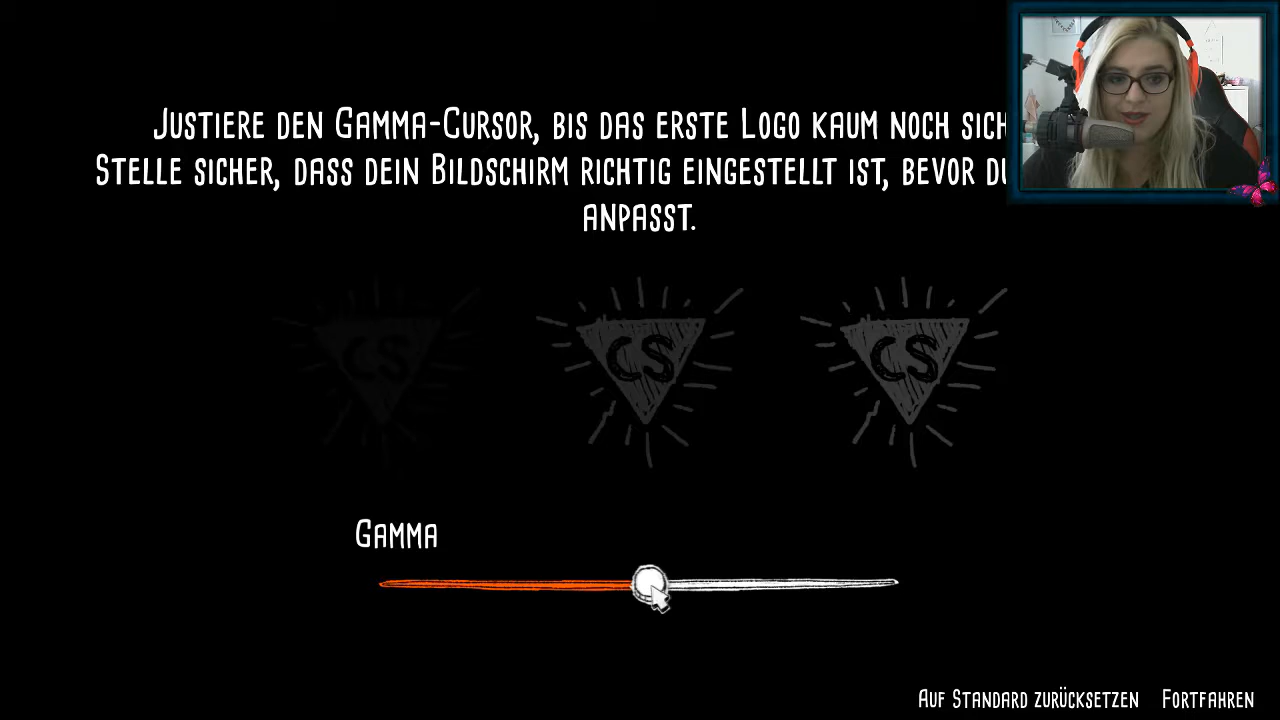 Justiere den Gamma-Cursor, bis das erste Logo kaum noch sich
Stelle sicher, dass dein Bildschirm richtig eingestellt ist, bevor du
anpasst.
CS CS CS
Gamma
Auf Standard zurücksetzen Fortfahren